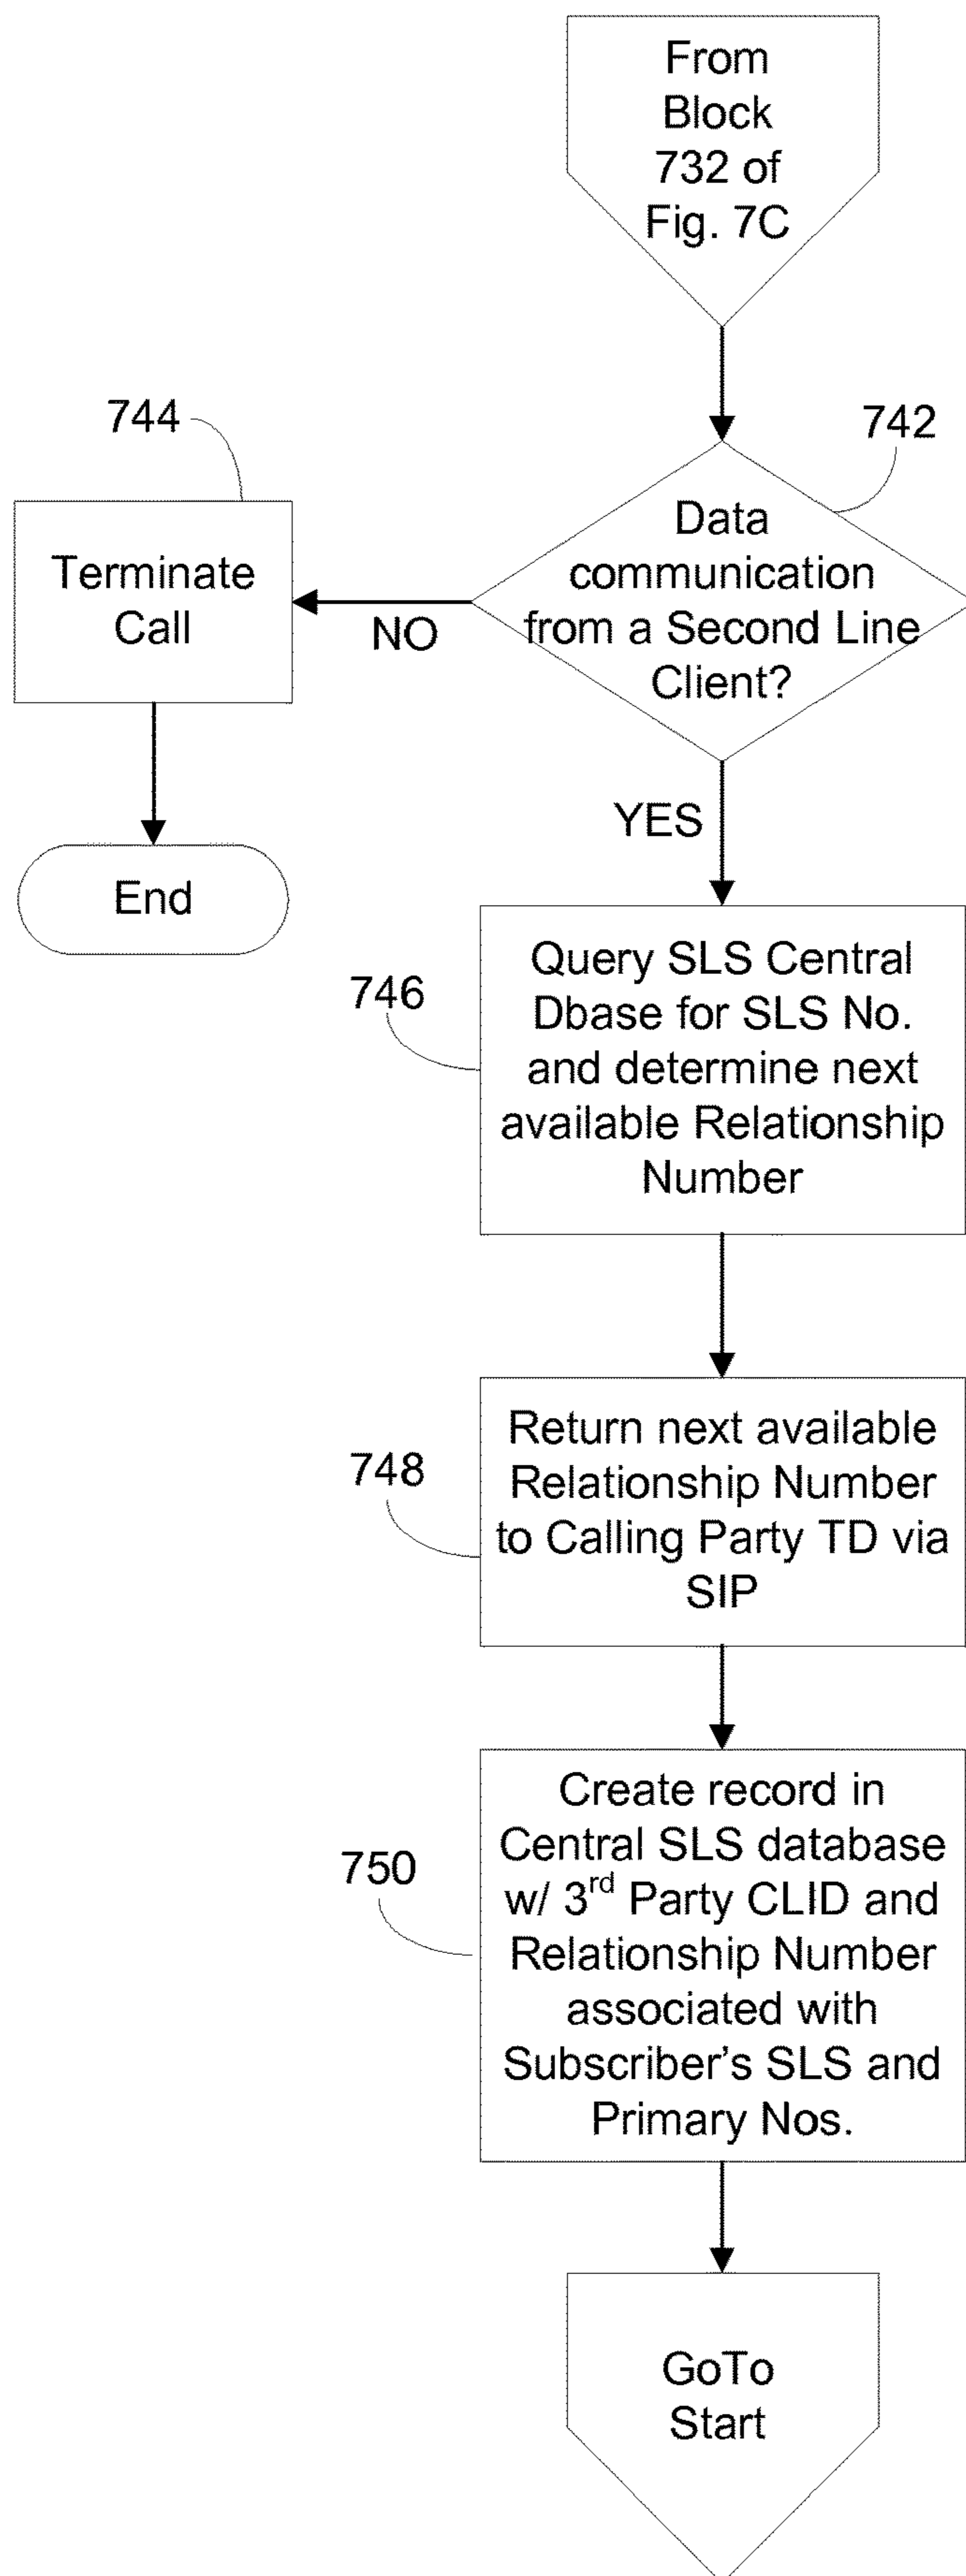 From
Block
732 of
Fig. 7C
744
742
Data
communication
from a Second Line
Client?
Terminate
Call
NO
YES
End
746
Query SLS Central
Dbase for SLS No.
and determine next
available Relationship
Number
748
Return next available
Relationship Number
to Calling Party TD via
SIP
750
Create record in
Central SLS database
w/ 3rd Party CLID and
Relationship Number
associated with
Subscriber's SLS and
Primary Nos.
GoTo
Start